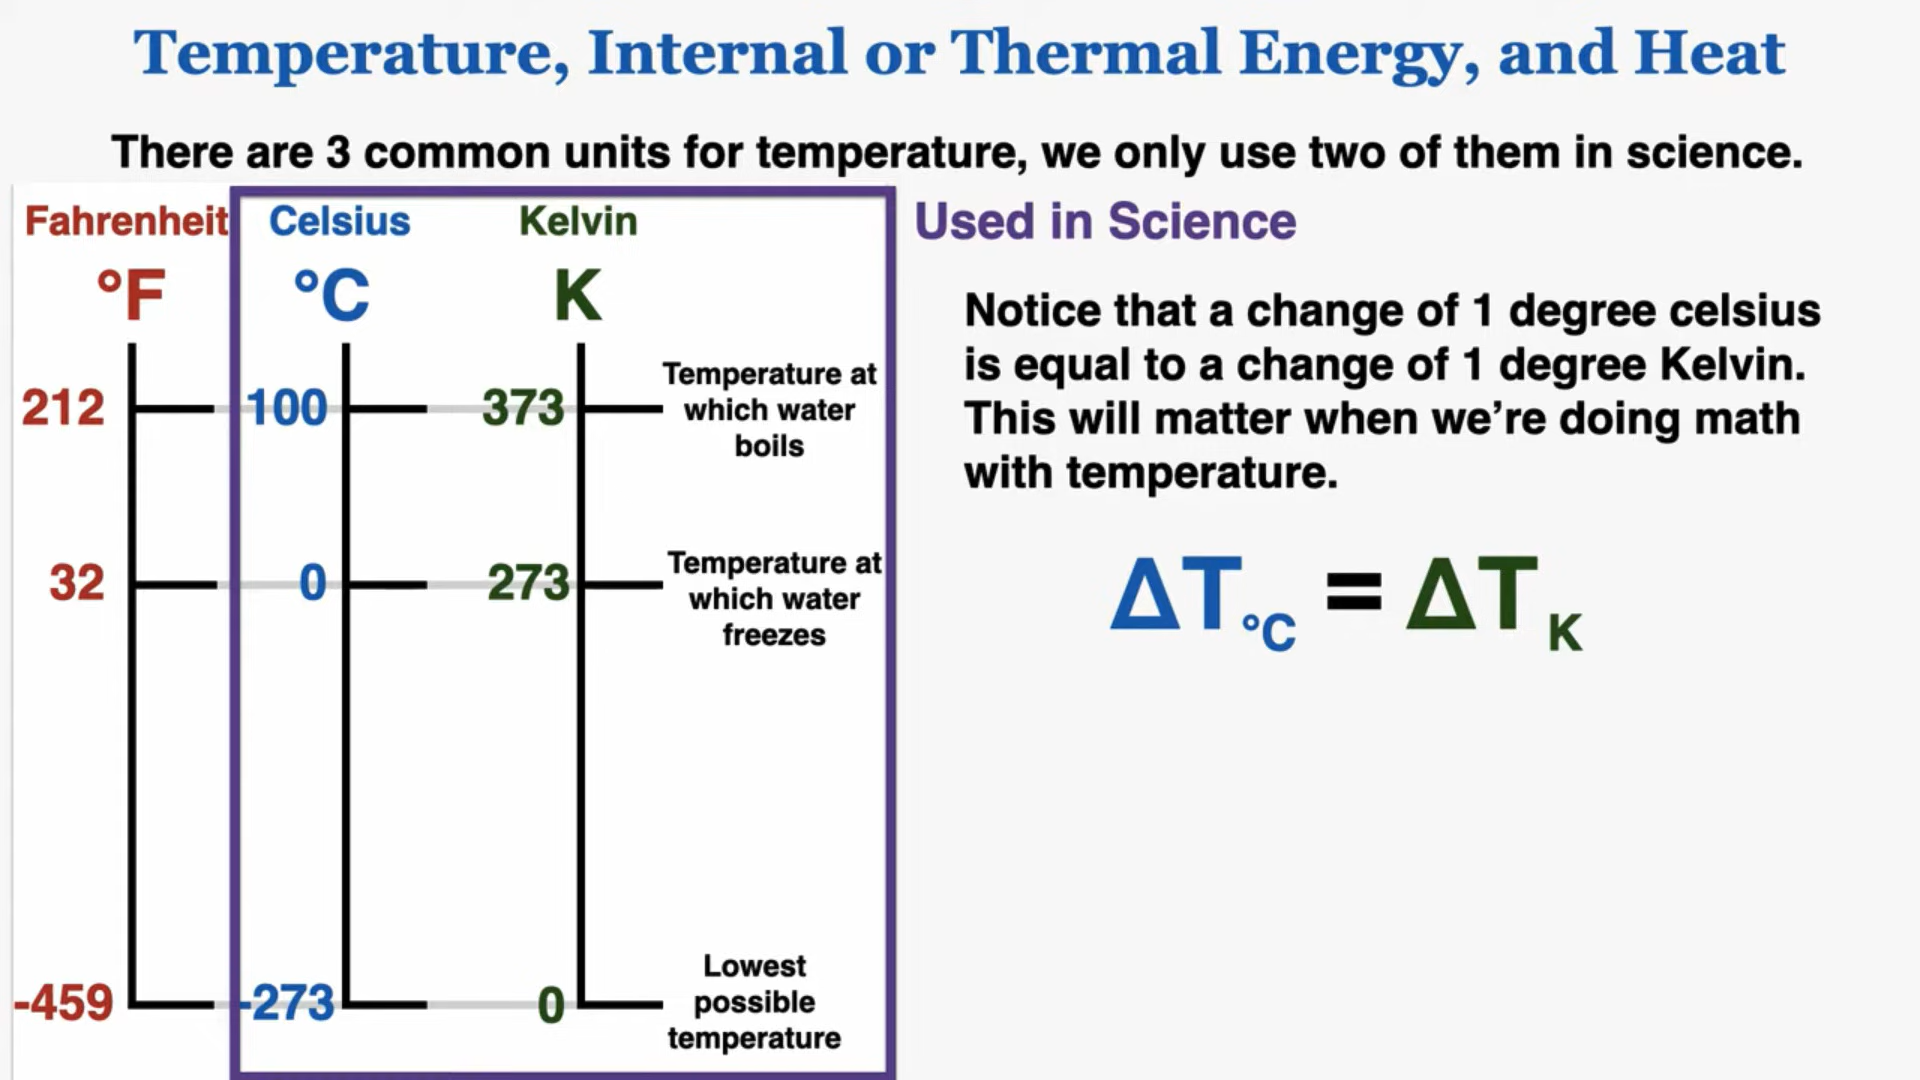 Temperature, Internal or Thermal Energy, and Heat
There are 3 common units for temperature, we only use two of them in science.
Fahrenheit
Celsius
Kelvin
Used in Science
°F
°C
K
Notice that a change of 1 degree celsius
is equal to a change of 1 degree Kelvin.
This will matter when we’re doing math
with temperature.
212
100
373
Temperature at
which water
boils
32
0
273
Temperature at
which water
freezes
ΔT°C = ΔT K
-459
-273
0
Lowest
possible
temperature